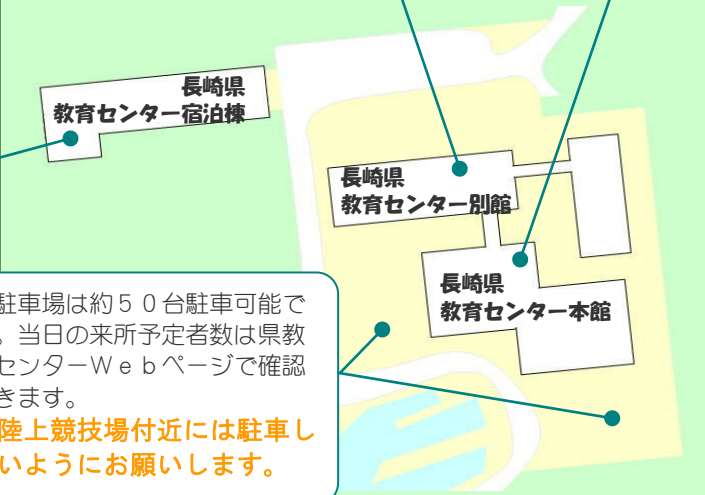 長崎県
教育センター宿泊棟
長崎県
教育センター別館
長崎県
教育センター本館
駐車場は約５０台駐車可能で
。当日の来所予定者数は県教
センターＷｅｂページで確認
きます。
陸上競技場付近には駐車し
いようにお願いします。